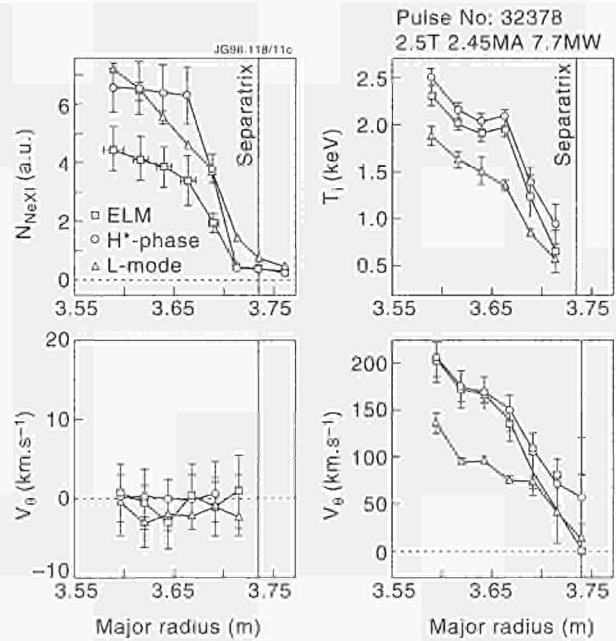 Pulse No: 32378
2.5T 2.45MA 7.7MW
JG96.118/11c
6
4
2
0
N_NeXI (a.u.)
Separatrix
ELM
H*-phase
L-mode
3.55 3.65 3.75
2.5
2.0
1.5
1.0
0.5
T_i (keV)
Separatrix
3.55 3.65 3.75
20
10
0
−10
V_θ (km.s⁻¹)
3.55 3.65 3.75
Major radius (m)
200
150
100
50
0
V_θ (km.s⁻¹)
3.55 3.65 3.75
Major radius (m)